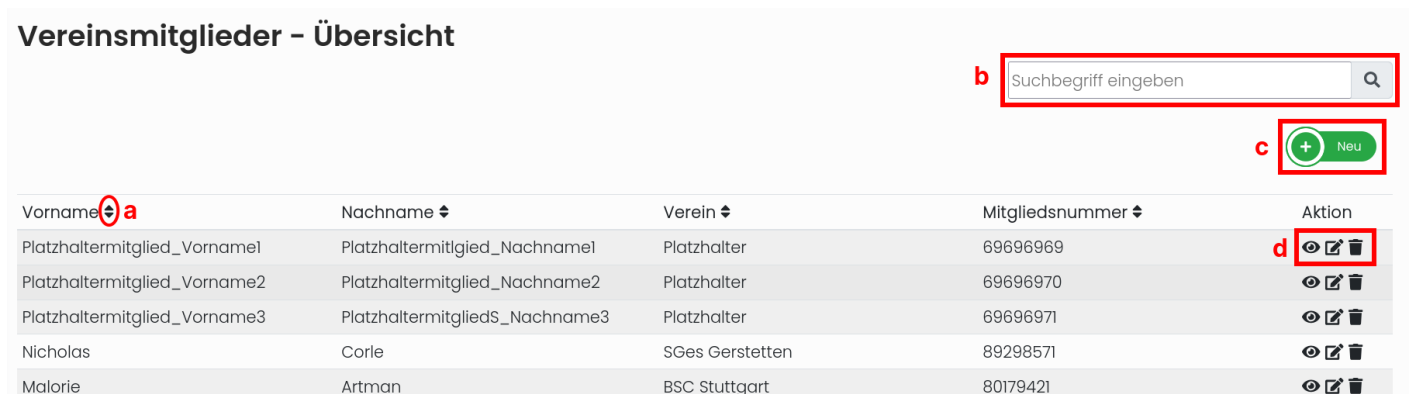 Vereinsmitglieder - Übersicht
b Suchbegriff eingeben
c + Neu
Vorname a Nachname Verein Mitgliedsnummer Aktion
Platzhaltermitglied_Vorname1 Platzhaltermitlgied_Nachname1 Platzhalter 69696969 d
Platzhaltermitglied_Vorname2 Platzhaltermitglied_Nachname2 Platzhalter 69696970
Platzhaltermitglied_Vorname3 PlatzhaltermitgliedS_Nachname3 Platzhalter 69696971
Nicholas Corle SGes Gerstetten 89298571
Malorie Artman BSC Stuttgart 80179421